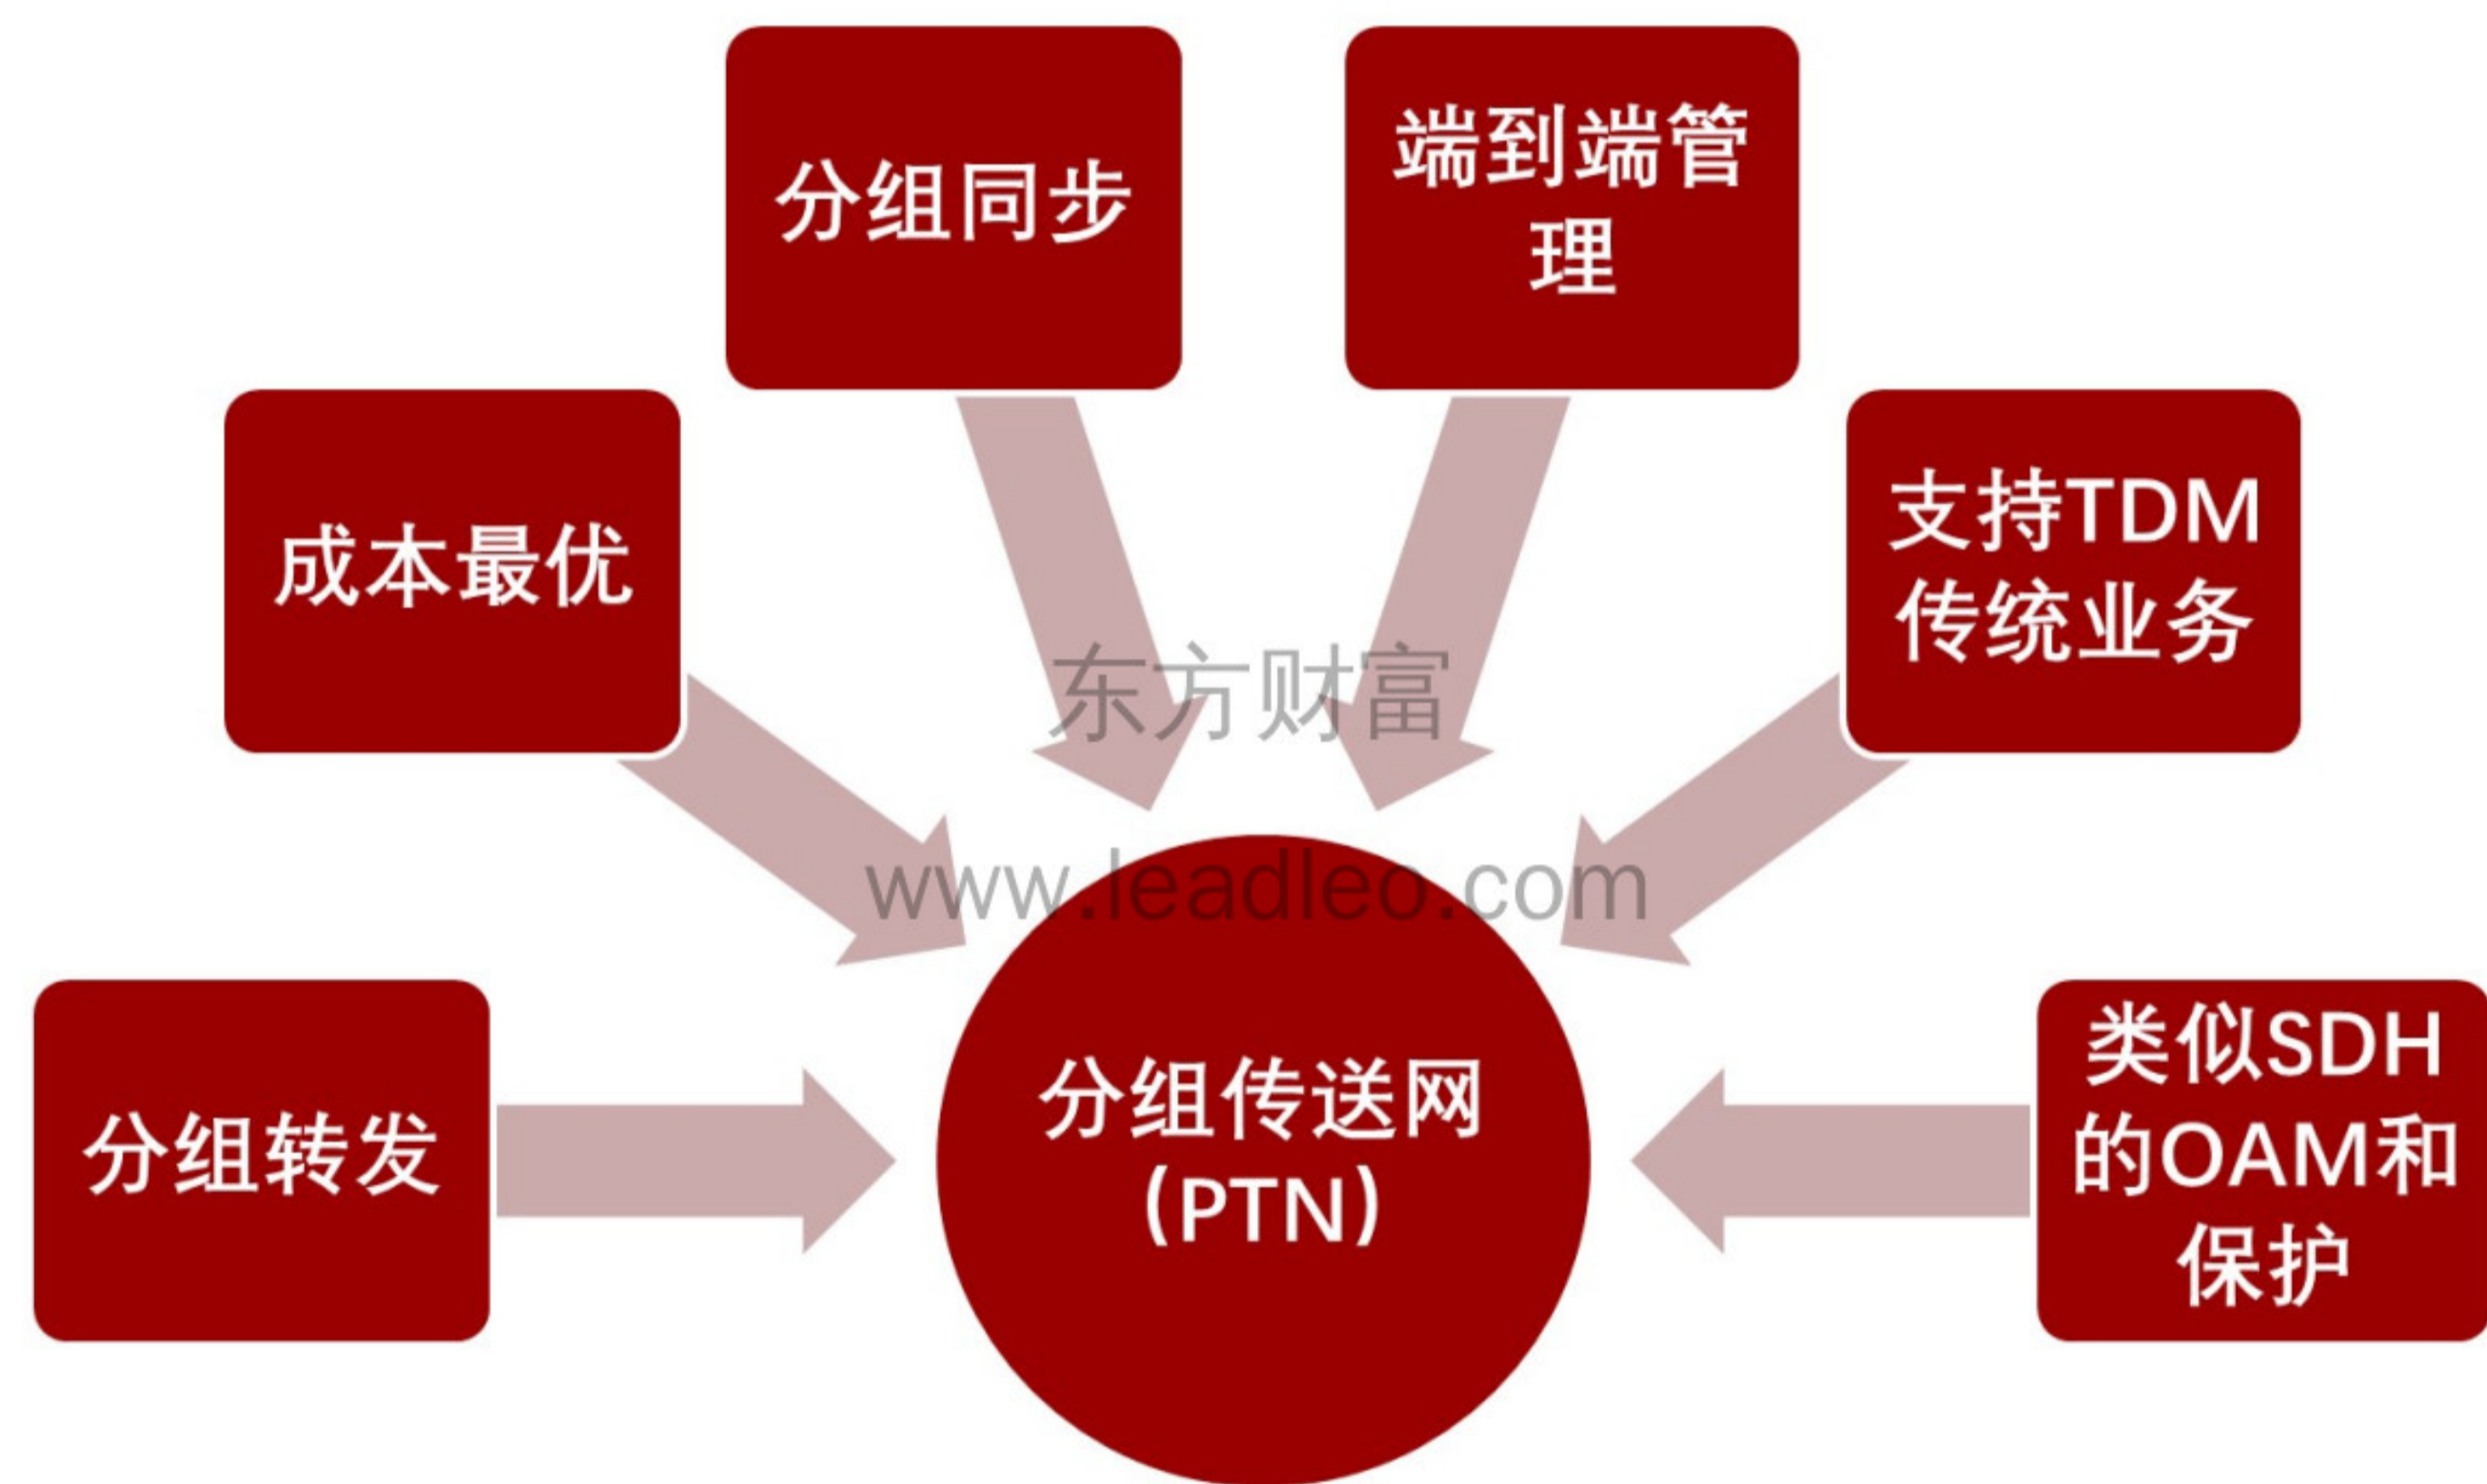 分组同步
端到端管
理
成本最优
支持TDM
传统业务
东方财富
www.leadleo.com
分组转发
分组传送网
(PTN)
类似SDH
的OAM和
保护